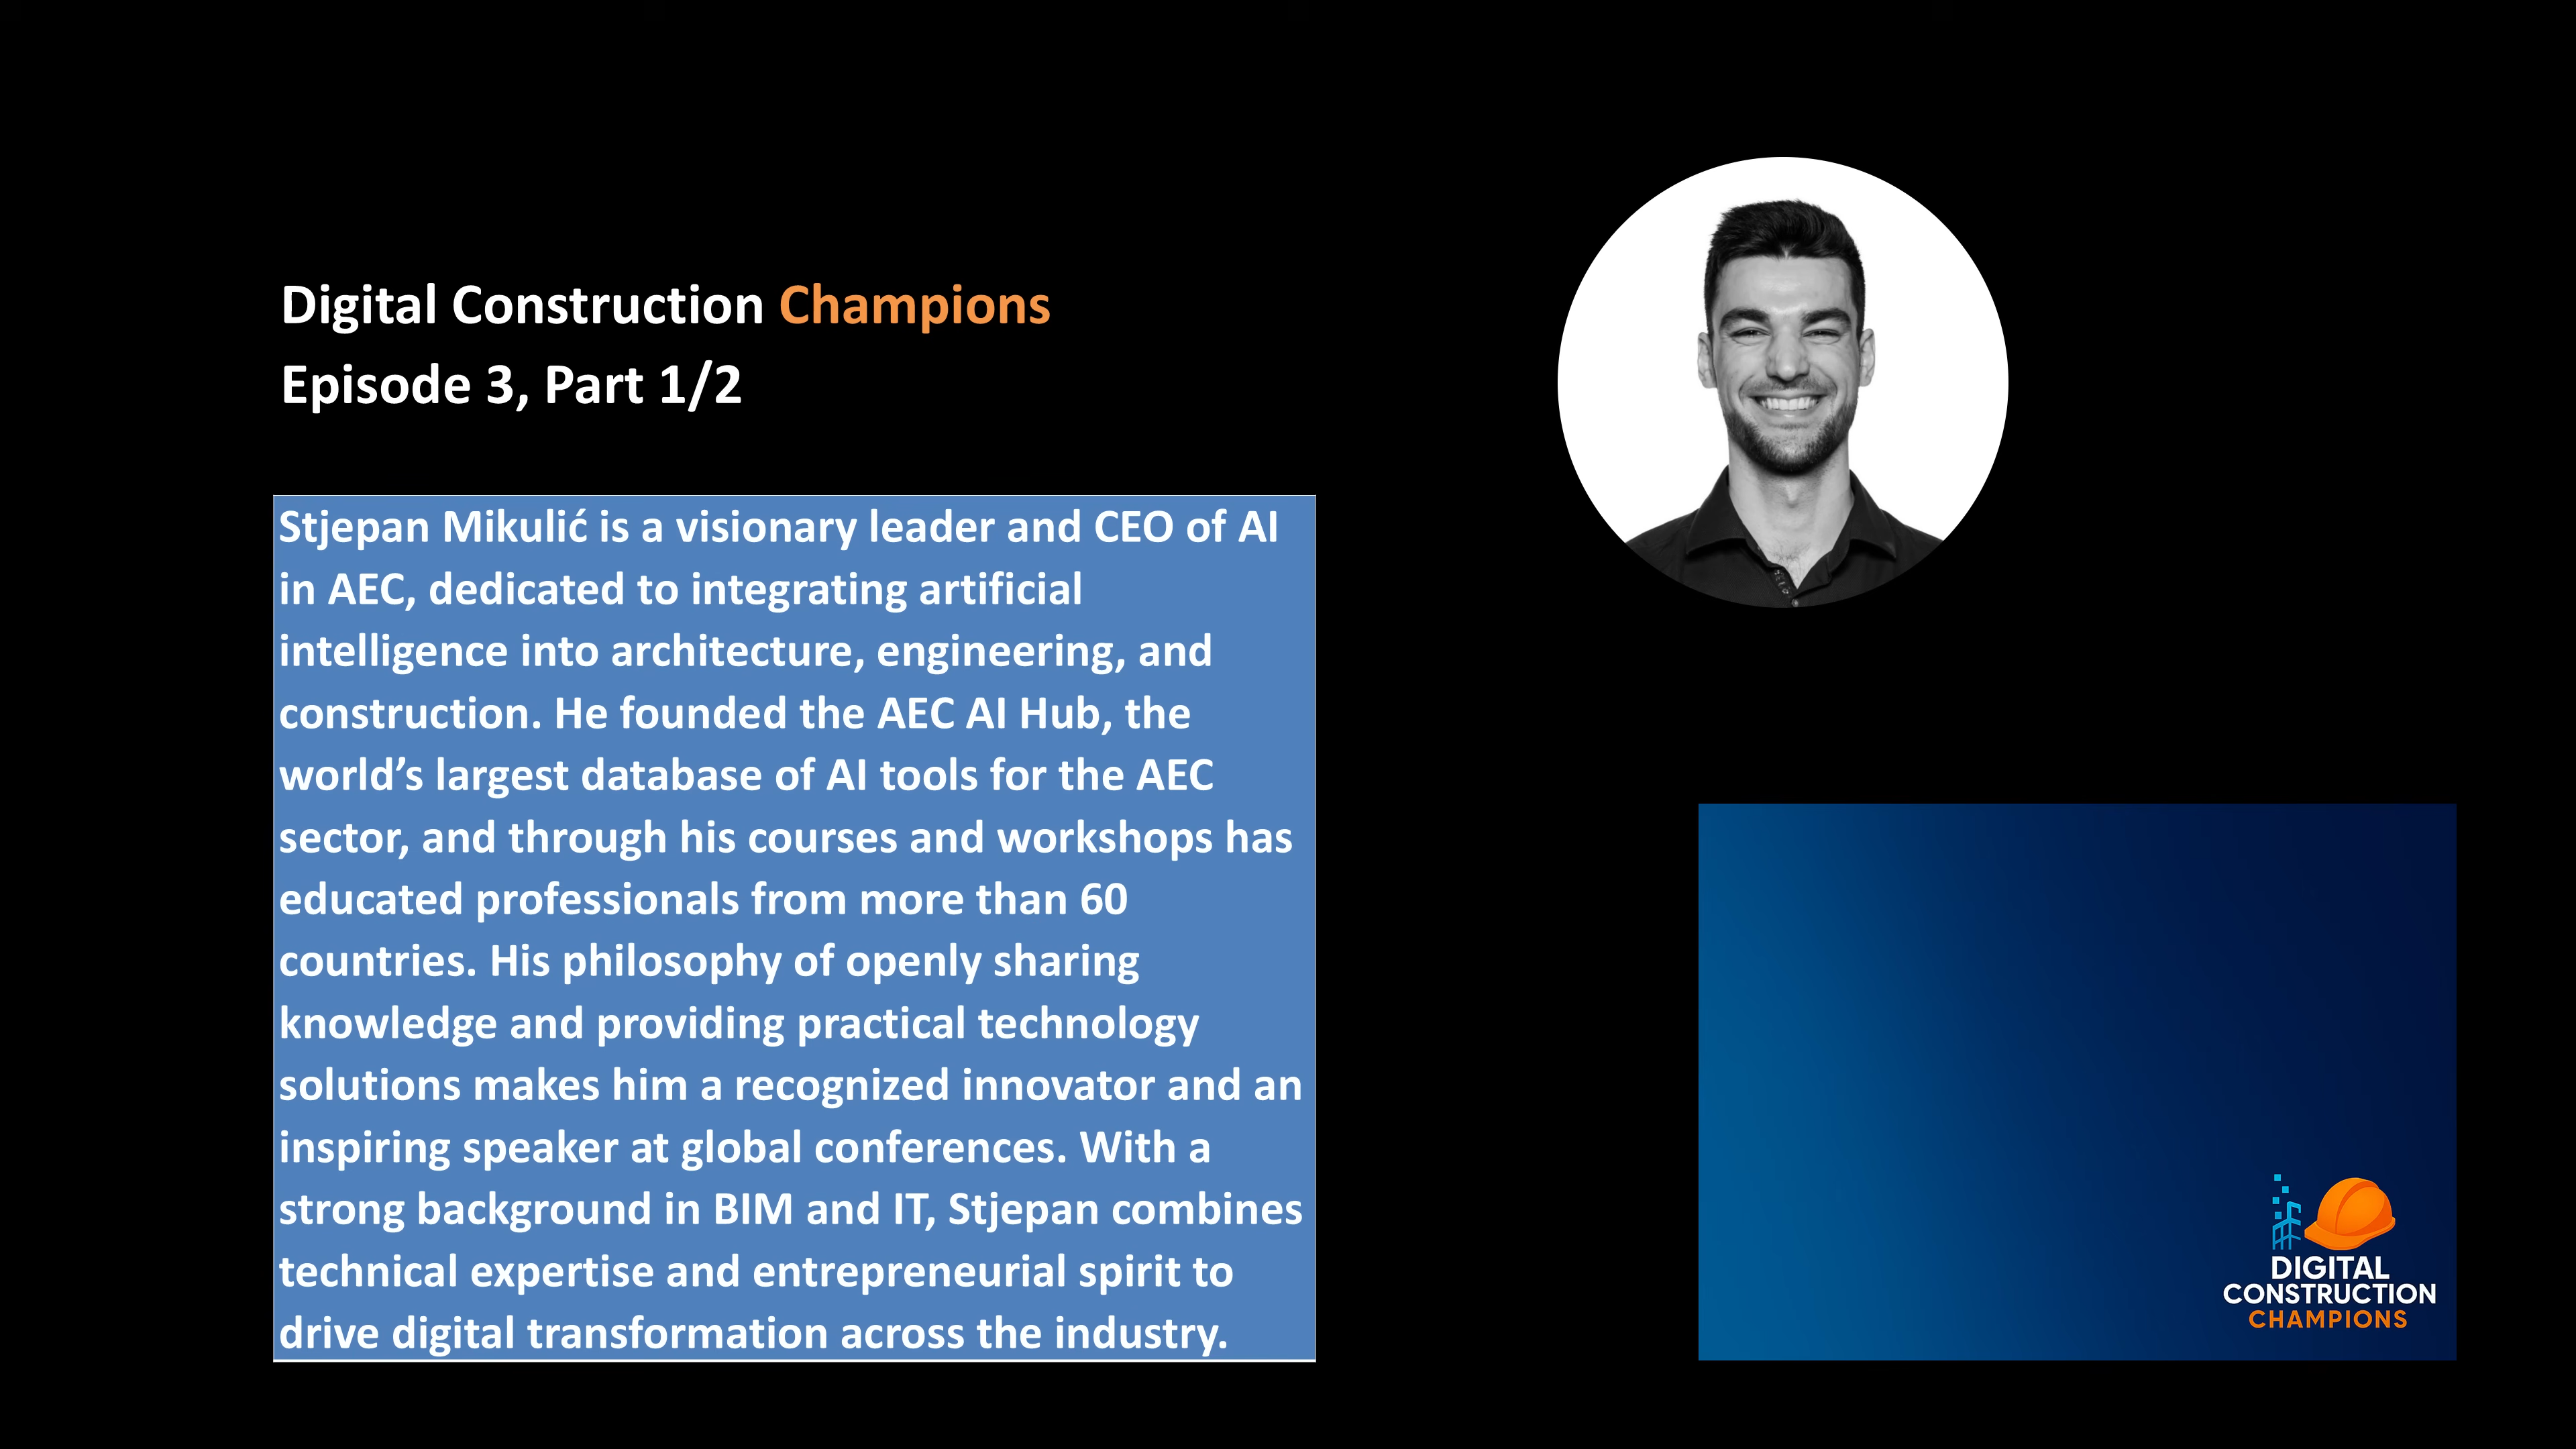 Digital Construction Champions
Episode 3, Part 1/2
Stjepan Mikulić is a visionary leader and CEO of AI
in AEC, dedicated to integrating artificial
intelligence into architecture, engineering, and
construction. He founded the AEC AI Hub, the
world’s largest database of AI tools for the AEC
sector, and through his courses and workshops has
educated professionals from more than 60
countries. His philosophy of openly sharing
knowledge and providing practical technology
solutions makes him a recognized innovator and an
inspiring speaker at global conferences. With a
strong background in BIM and IT, Stjepan combines
technical expertise and entrepreneurial spirit to
drive digital transformation across the industry.
DIGITAL
CONSTRUCTION
CHAMPIONS